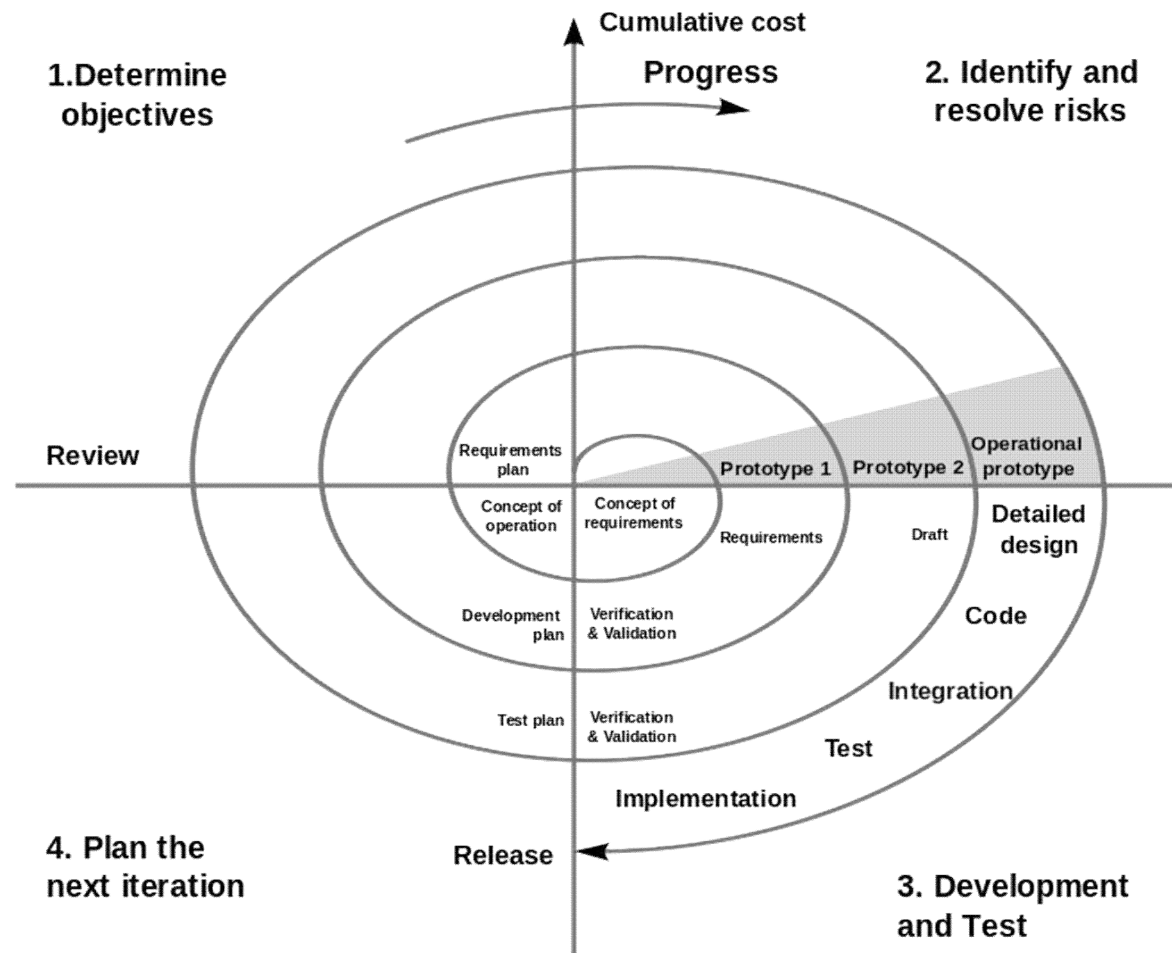 Cumulative cost
Progress
1.Determine
objectives
2. Identify and
resolve risks
Review
Requirements
plan
Prototype 1
Prototype 2
Operational
prototype
Concept of
operation
Concept of
requirements
Requirements
Draft
Detailed
design
Development
plan
Verification
& Validation
Code
Integration
Test plan
Verification
& Validation
Test
Implementation
Release
4. Plan the
next iteration
3. Development
and Test